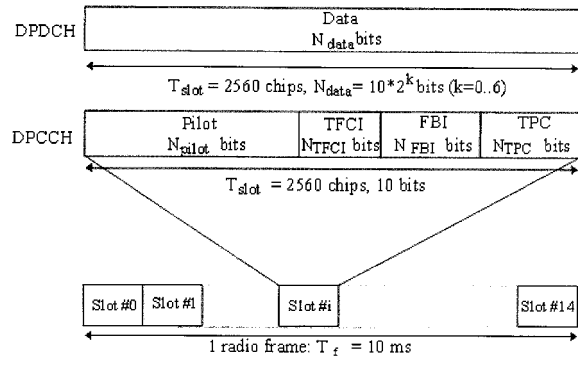 DPDCH
Data
N data bits
T slot = 2560 chips, N data = 10*2^k bits (k=0..6)
DPCCH
Pilot TFCI FBI TPC
N pilot bits N TFCI bits N FBI bits N TPC bits
T slot = 2560 chips, 10 bits
Slot #0 Slot #1 Slot #i Slot #14
1 radio frame: T f = 10 ms